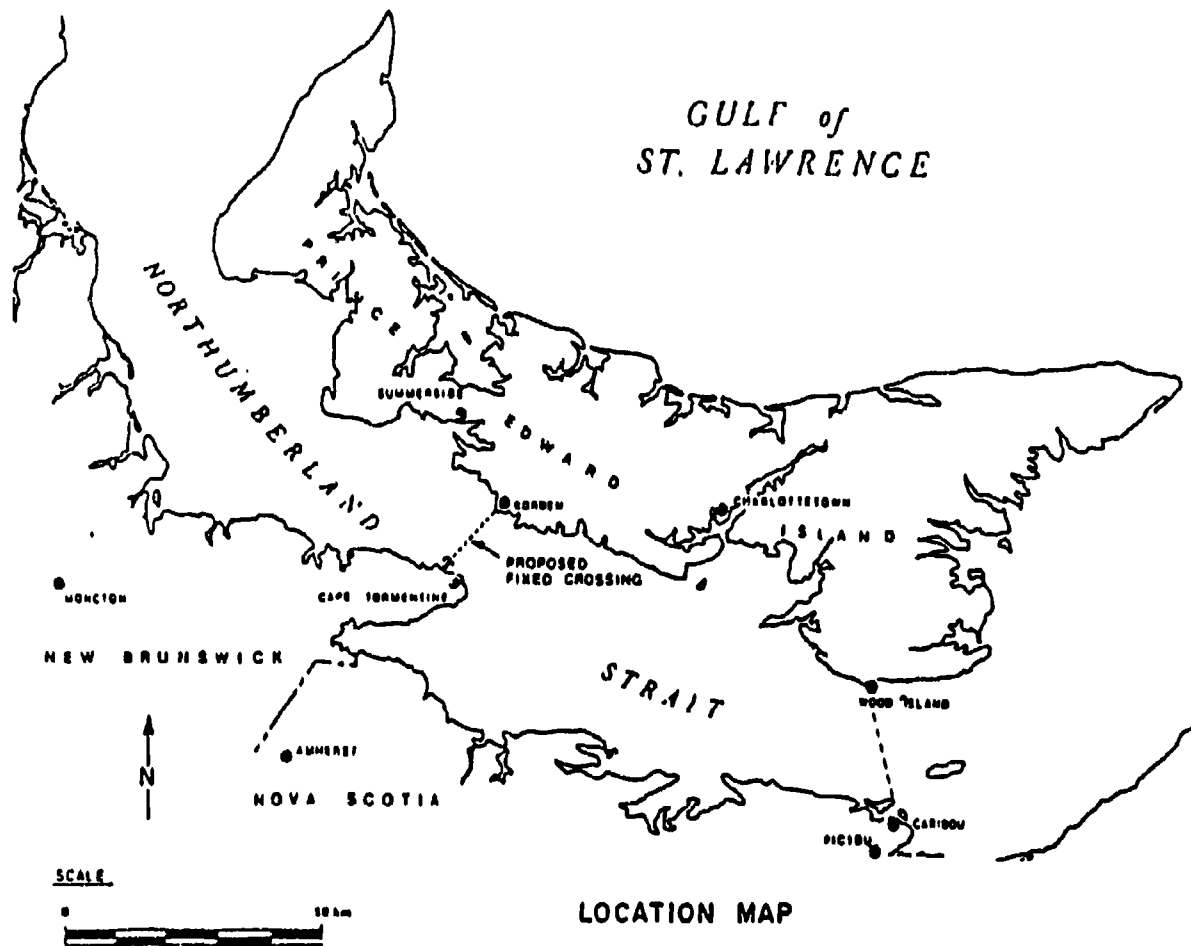 GULF of
ST. LAWRENCE
NORTHUMBERLAND
PRINCE
SUMMERSIDE
EDWARD
BORDEN
CHARLOTTETOWN
ISLAND
PROPOSED
FIXED CROSSING
MONCTON
CAPE TORMENTINE
NEW BRUNSWICK
STRAIT
WOOD ISLAND
AMHERST
N
NOVA SCOTIA
CARIBOU
PICTOU
SCALE
0
LOCATION MAP